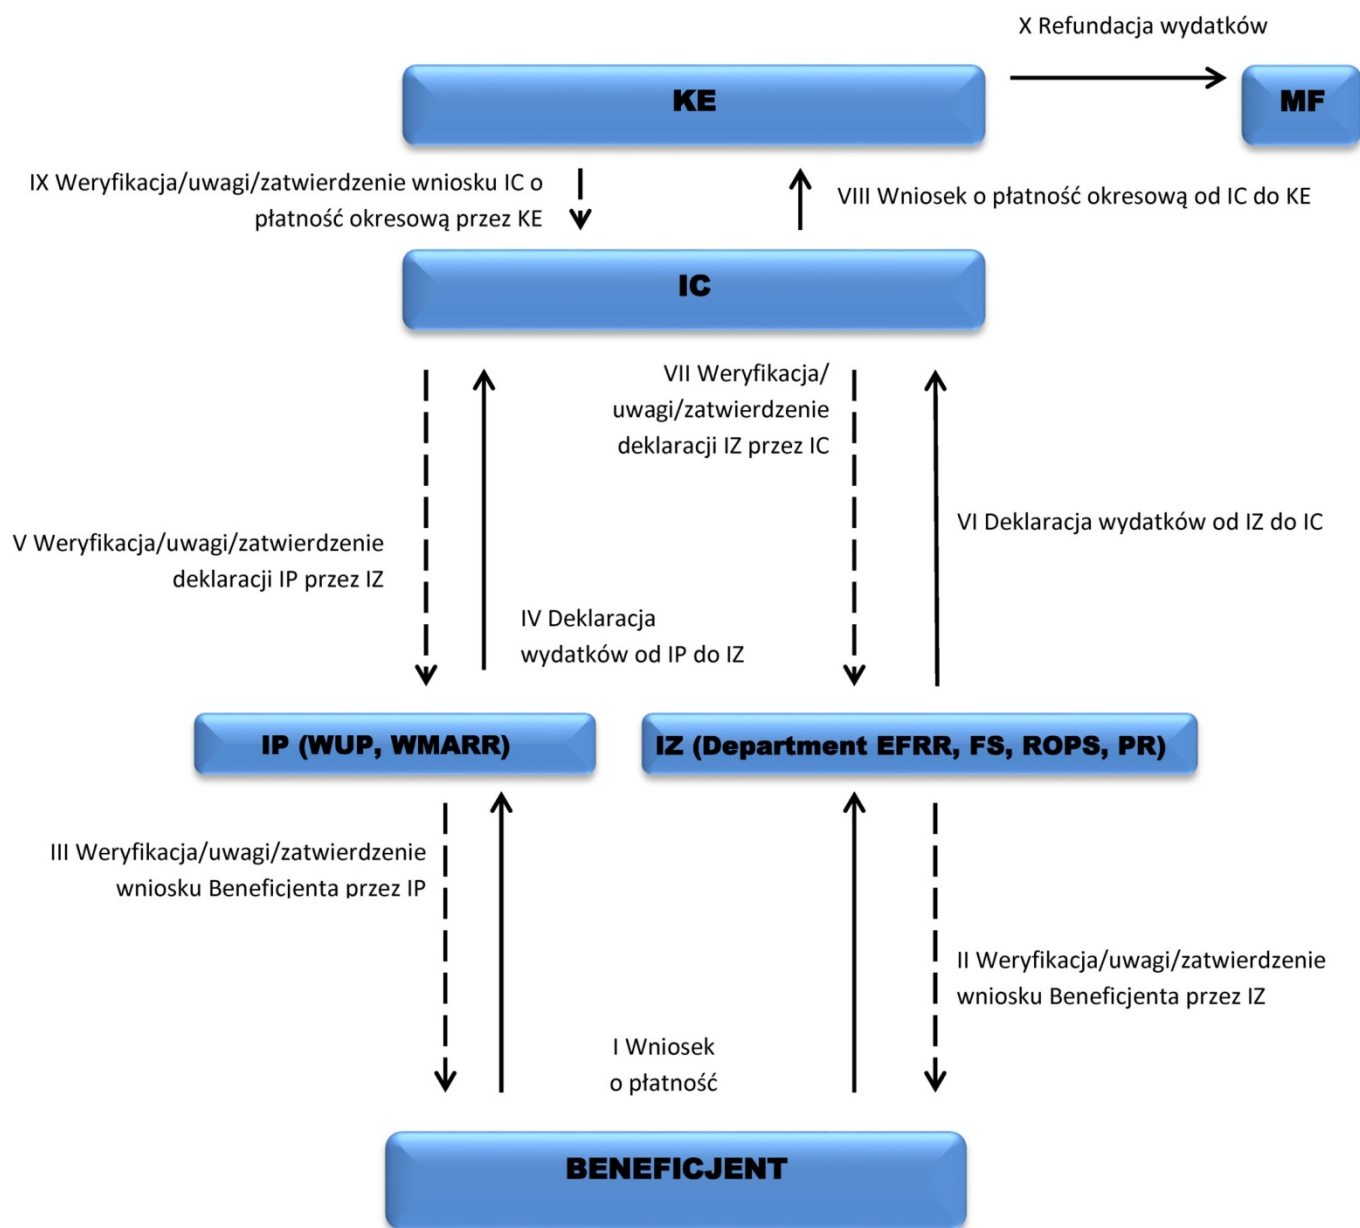 X Refundacja wydatków
KE
MF
IX Weryfikacja/uwagi/zatwierdzenie wniosku IC o
płatność okresową przez KE
VIII Wniosek o płatność okresową od IC do KE
IC
VII Weryfikacja/
uwagi/zatwierdzenie
deklaracji IZ przez IC
VI Deklaracja wydatków od IZ do IC
V Weryfikacja/uwagi/zatwierdzenie
deklaracji IP przez IZ
IV Deklaracja
wydatków od IP do IZ
IP (WUP, WMARR)
IZ (Department EFRR, FS, ROPS, PR)
III Weryfikacja/uwagi/zatwierdzenie
wniosku Beneficjenta przez IP
II Weryfikacja/uwagi/zatwierdzenie
wniosku Beneficjenta przez IZ
I Wniosek
o płatność
BENEFICJENT